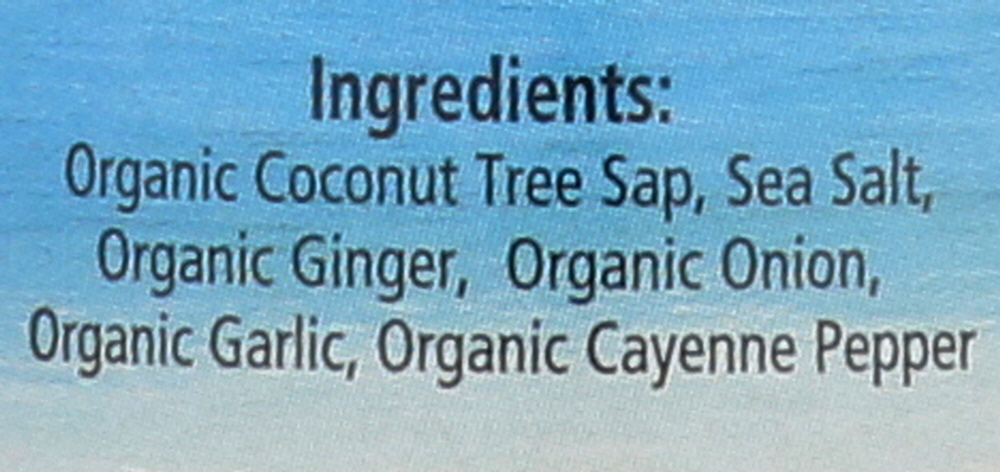 Ingredients:
Organic Coconut Tree Sap, Sea Salt,
Organic Ginger, Organic Onion,
Organic Garlic, Organic Cayenne Pepper